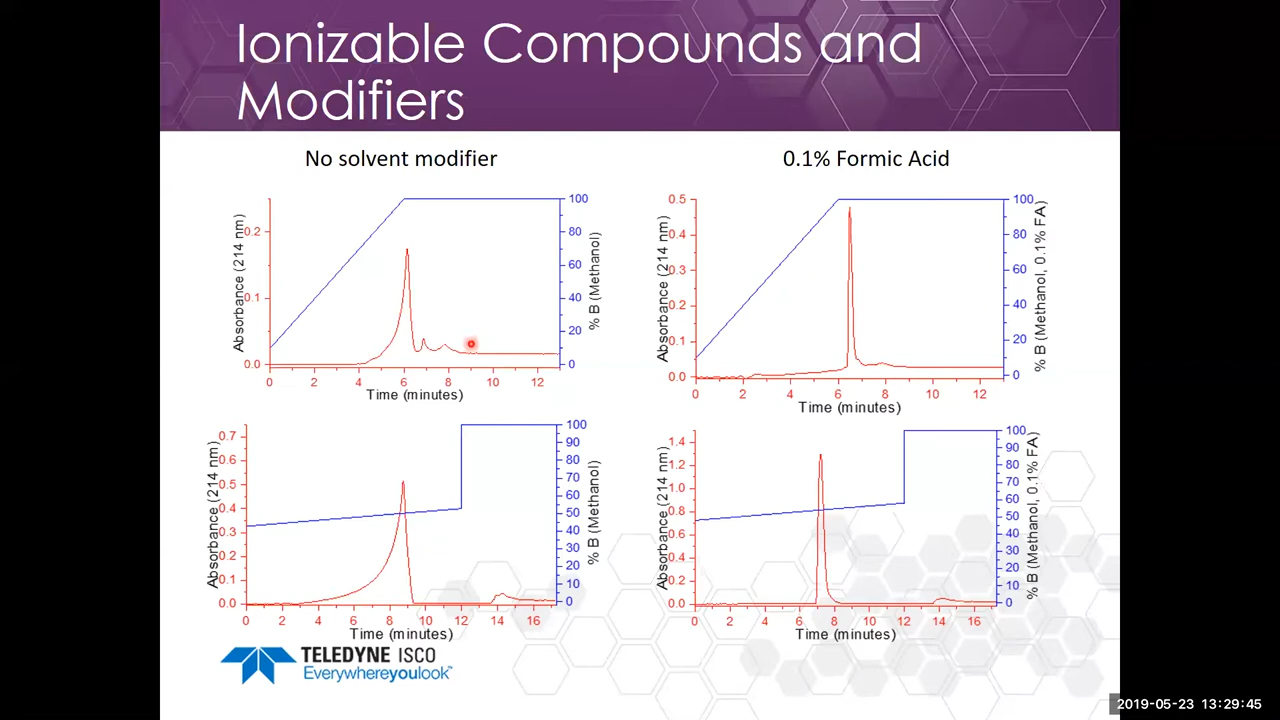 Ionizable Compounds and
Modifiers
No solvent modifier
0.1% Formic Acid
Absorbance (214 nm)
0.2
0.1
0.0
0 2 4 6 8 10 12
Time (minutes)
100
80
60
40
20
0
% B (Methanol)
Absorbance (214 nm)
0.5
0.4
0.3
0.2
0.1
0.0
0 2 4 6 8 10 12
Time (minutes)
100
80
60
40
20
0
% B (Methanol, 0.1% FA)
Absorbance (214 nm)
0.7
0.6
0.5
0.4
0.3
0.2
0.1
0.0
0 2 4 6 8 10 12 14 16
Time (minutes)
100
90
80
70
60
50
40
30
20
10
0
% B (Methanol)
Absorbance (214 nm)
1.4
1.2
1.0
0.8
0.6
0.4
0.2
0.0
0 2 4 6 8 10 12 14 16
Time (minutes)
100
90
80
70
60
50
40
30
20
10
0
% B (Methanol, 0.1% FA)
TELEDYNE ISCO
Everywhereyoulook™
2019-05-23 13:29:45